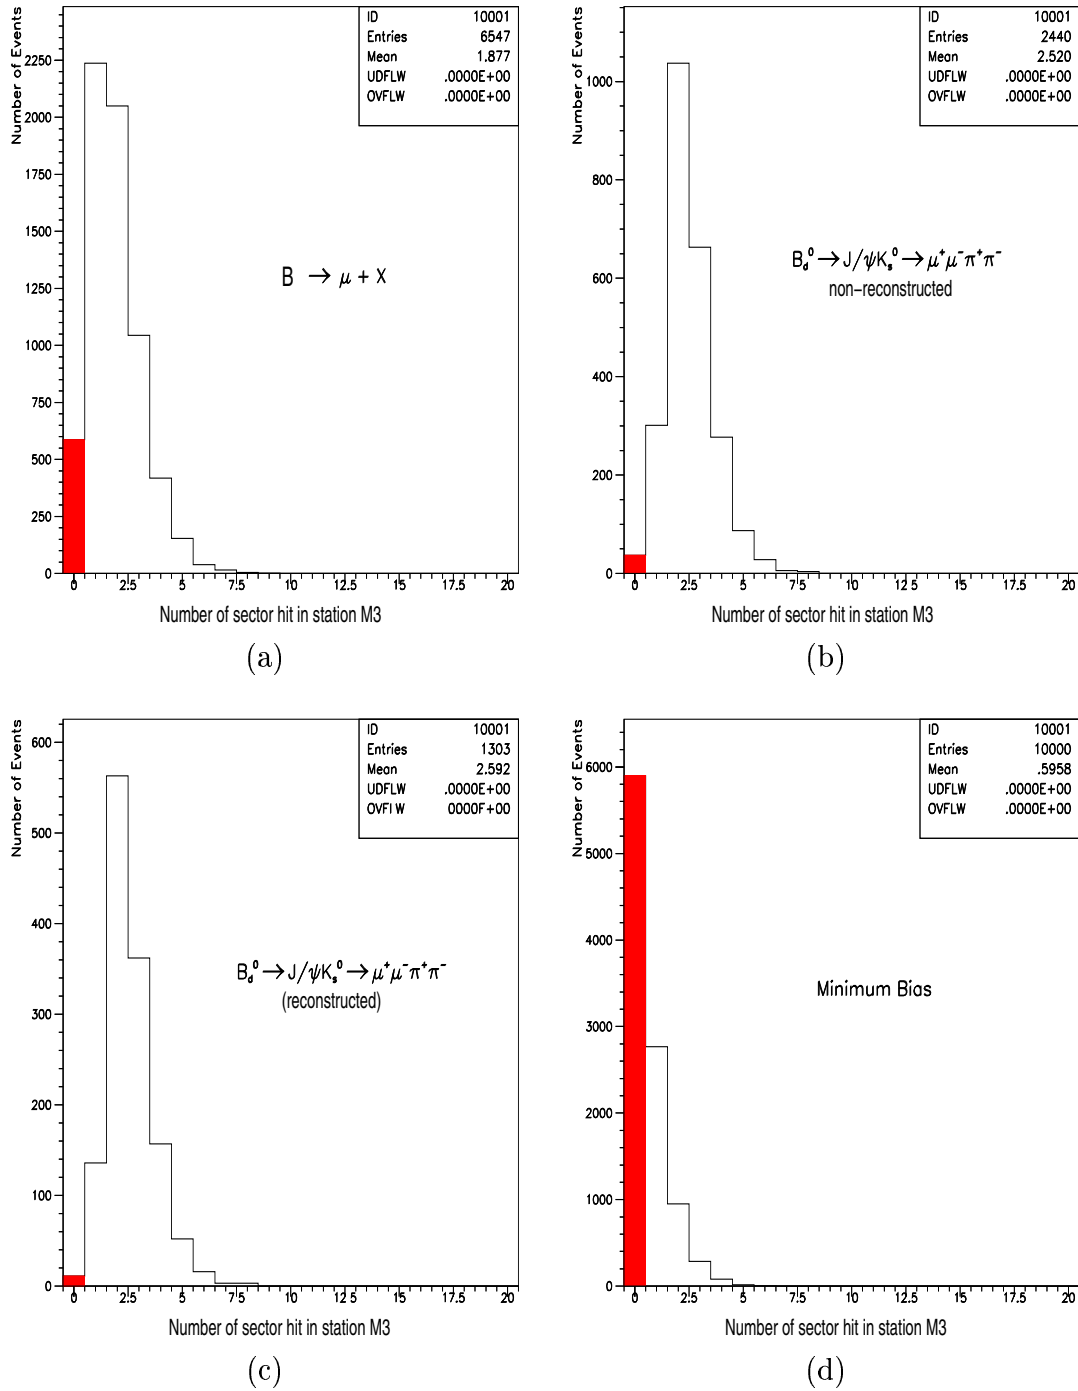 Number of Events
ID 10001
Entries 6547
Mean 1.877
UDFLW .0000E+00
OVFLW .0000E+00
2250
2000
1750
1500
1250
1000
750
500
250
0
B → μ + X
0 2.5 5 7.5 10 12.5 15 17.5 20
Number of sector hit in station M3
(a)
Number of Events
ID 10001
Entries 2440
Mean 2.520
UDFLW .0000E+00
OVFLW .0000E+00
1000
800
600
400
200
0
B_d^0 → J/ψK_s^0 → μ⁺μ⁻π⁺π⁻
non-reconstructed
0 2.5 5 7.5 10 12.5 15 17.5 20
Number of sector hit in station M3
(b)
Number of Events
ID 10001
Entries 1303
Mean 2.592
UDFLW .0000E+00
OVFI W 0000F+00
600
500
400
300
200
100
0
B_d^0 → J/ψK_s^0 → μ⁺μ⁻π⁺π⁻
(reconstructed)
0 2.5 5 7.5 10 12.5 15 17.5 20
Number of sector hit in station M3
(c)
Number of Events
ID 10001
Entries 10000
Mean .5958
UDFLW .0000E+00
OVFLW .0000E+00
6000
5000
4000
3000
2000
1000
0
Minimum Bias
0 2.5 5 7.5 10 12.5 15 17.5 20
Number of sector hit in station M3
(d)